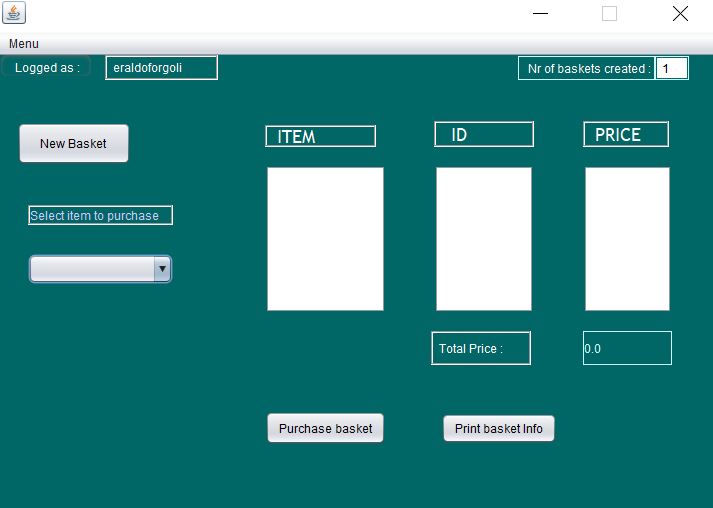 Menu
Logged as : eraldoforgoli Nr of baskets created : 1
New Basket
ITEM ID PRICE
Select item to purchase
Total Price : 0.0
Purchase basket Print basket Info